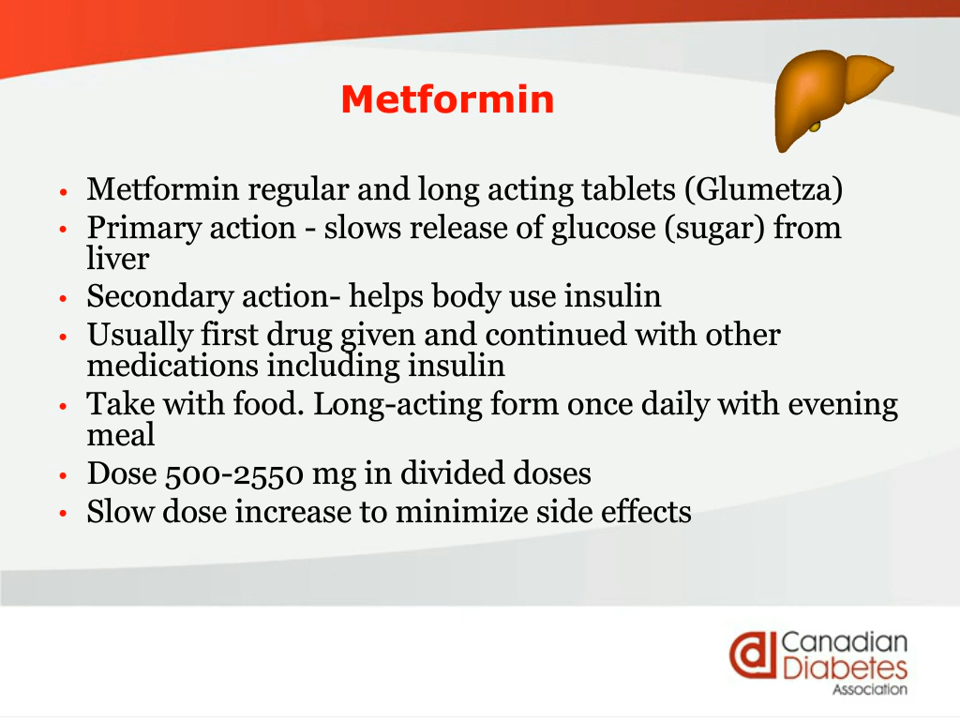 Metformin
• Metformin regular and long acting tablets (Glumetza)
• Primary action - slows release of glucose (sugar) from
liver
• Secondary action- helps body use insulin
• Usually first drug given and continued with other
medications including insulin
• Take with food. Long-acting form once daily with evening
meal
• Dose 500-2550 mg in divided doses
• Slow dose increase to minimize side effects
Canadian
Diabetes
Association